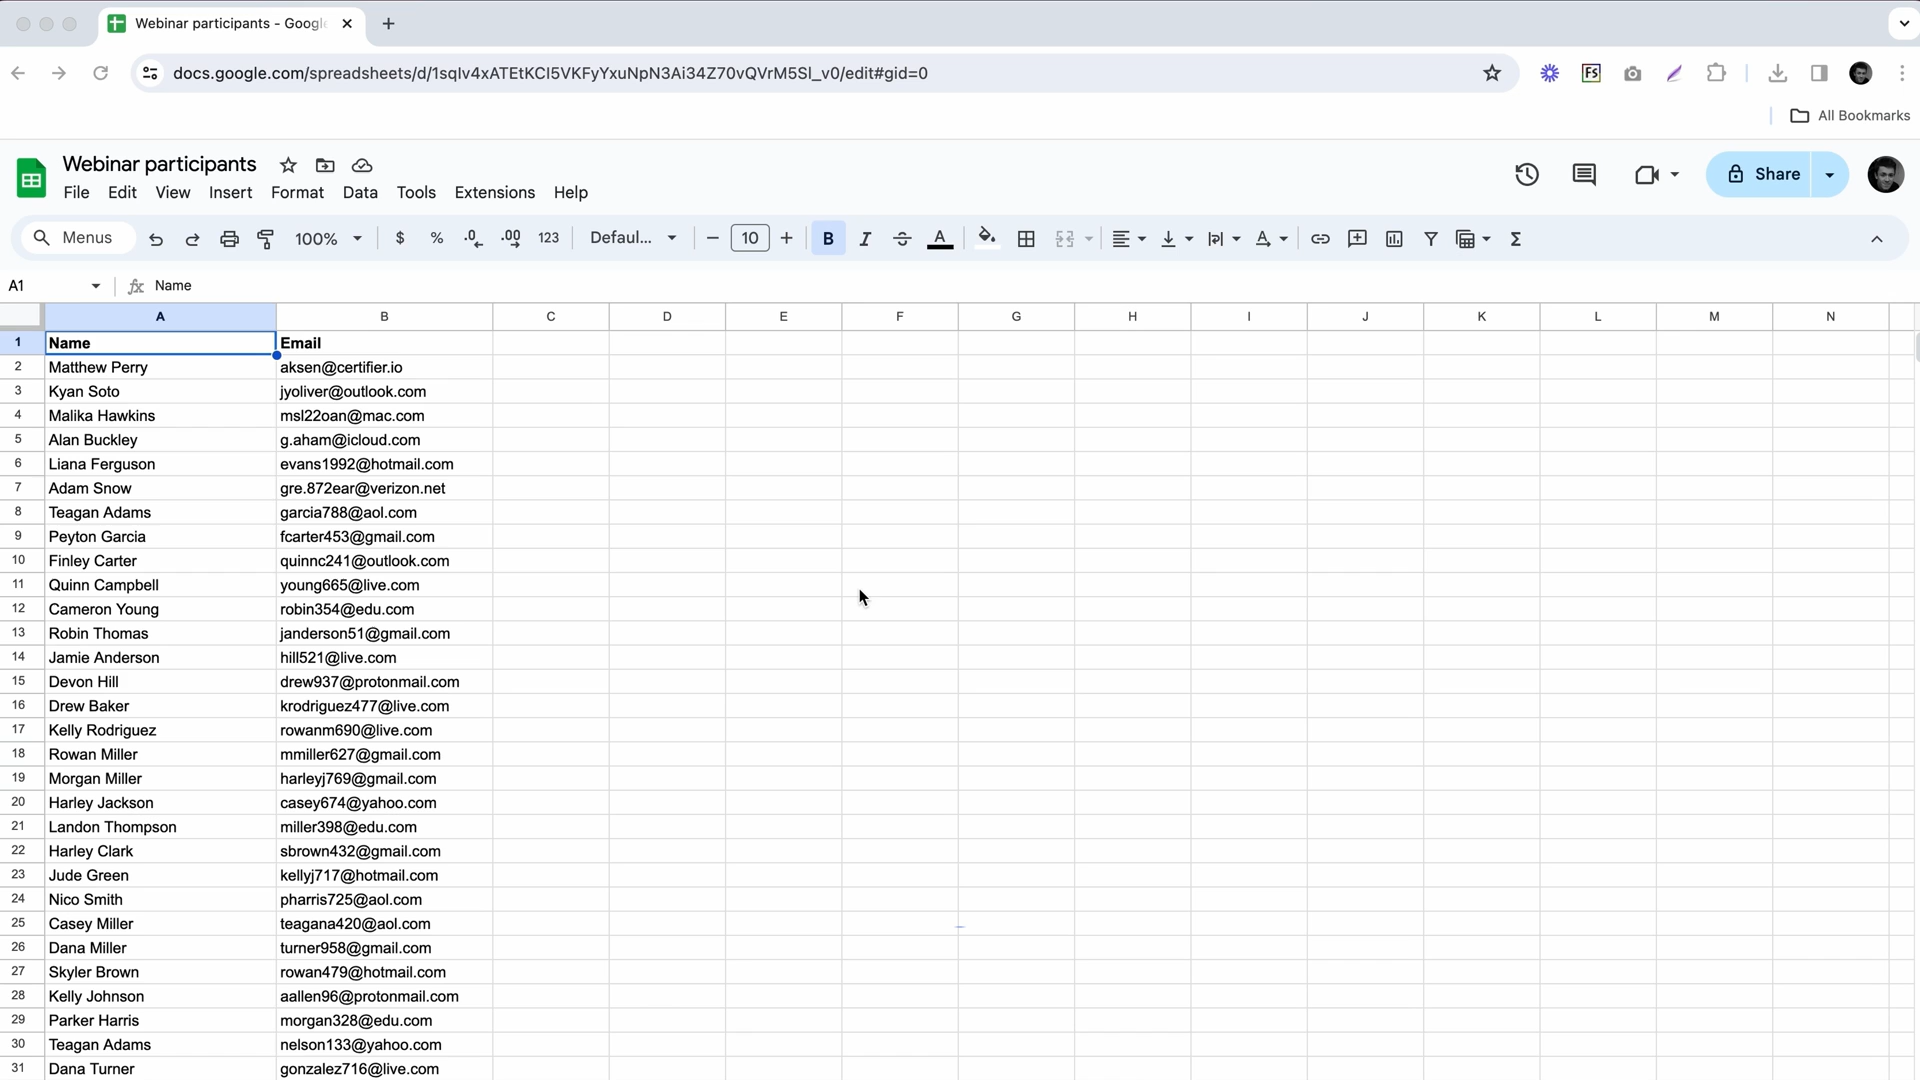 Webinar participants - Google
docs.google.com/spreadsheets/d/1sqlv4xATEtKCI5VKFyYxuNpN3Ai34Z70vQVrM5Sl_v0/edit#gid=0
Fs
All Bookmarks
Webinar participants
File Edit View Insert Format Data Tools Extensions Help
Share
Menus 100% $ % .0 .00 123 Defaul... 10 B I S A
A1 fx Name
A B C D E F G H I J K L M N
1 Name Email
2 Matthew Perry aksen@certifier.io
3 Kyan Soto jyoliver@outlook.com
4 Malika Hawkins msl22oan@mac.com
5 Alan Buckley g.aham@icloud.com
6 Liana Ferguson evans1992@hotmail.com
7 Adam Snow gre.872ear@verizon.net
8 Teagan Adams garcia788@aol.com
9 Peyton Garcia fcarter453@gmail.com
10 Finley Carter quinnc241@outlook.com
11 Quinn Campbell young665@live.com
12 Cameron Young robin354@edu.com
13 Robin Thomas janderson51@gmail.com
14 Jamie Anderson hill521@live.com
15 Devon Hill drew937@protonmail.com
16 Drew Baker krodriguez477@live.com
17 Kelly Rodriguez rowanm690@live.com
18 Rowan Miller mmiller627@gmail.com
19 Morgan Miller harleyj769@gmail.com
20 Harley Jackson casey674@yahoo.com
21 Landon Thompson miller398@edu.com
22 Harley Clark sbrown432@gmail.com
23 Jude Green kellyj717@hotmail.com
24 Nico Smith pharris725@aol.com
25 Casey Miller teagana420@aol.com
26 Dana Miller turner958@gmail.com
27 Skyler Brown rowan479@hotmail.com
28 Kelly Johnson aallen96@protonmail.com
29 Parker Harris morgan328@edu.com
30 Teagan Adams nelson133@yahoo.com
31 Dana Turner gonzalez716@live.com